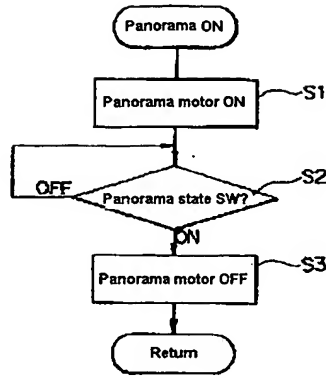 Panorama ON
Panorama motor ON
S1
OFF
Panorama state SW?
S2
ON
Panorama motor OFF
S3
Return